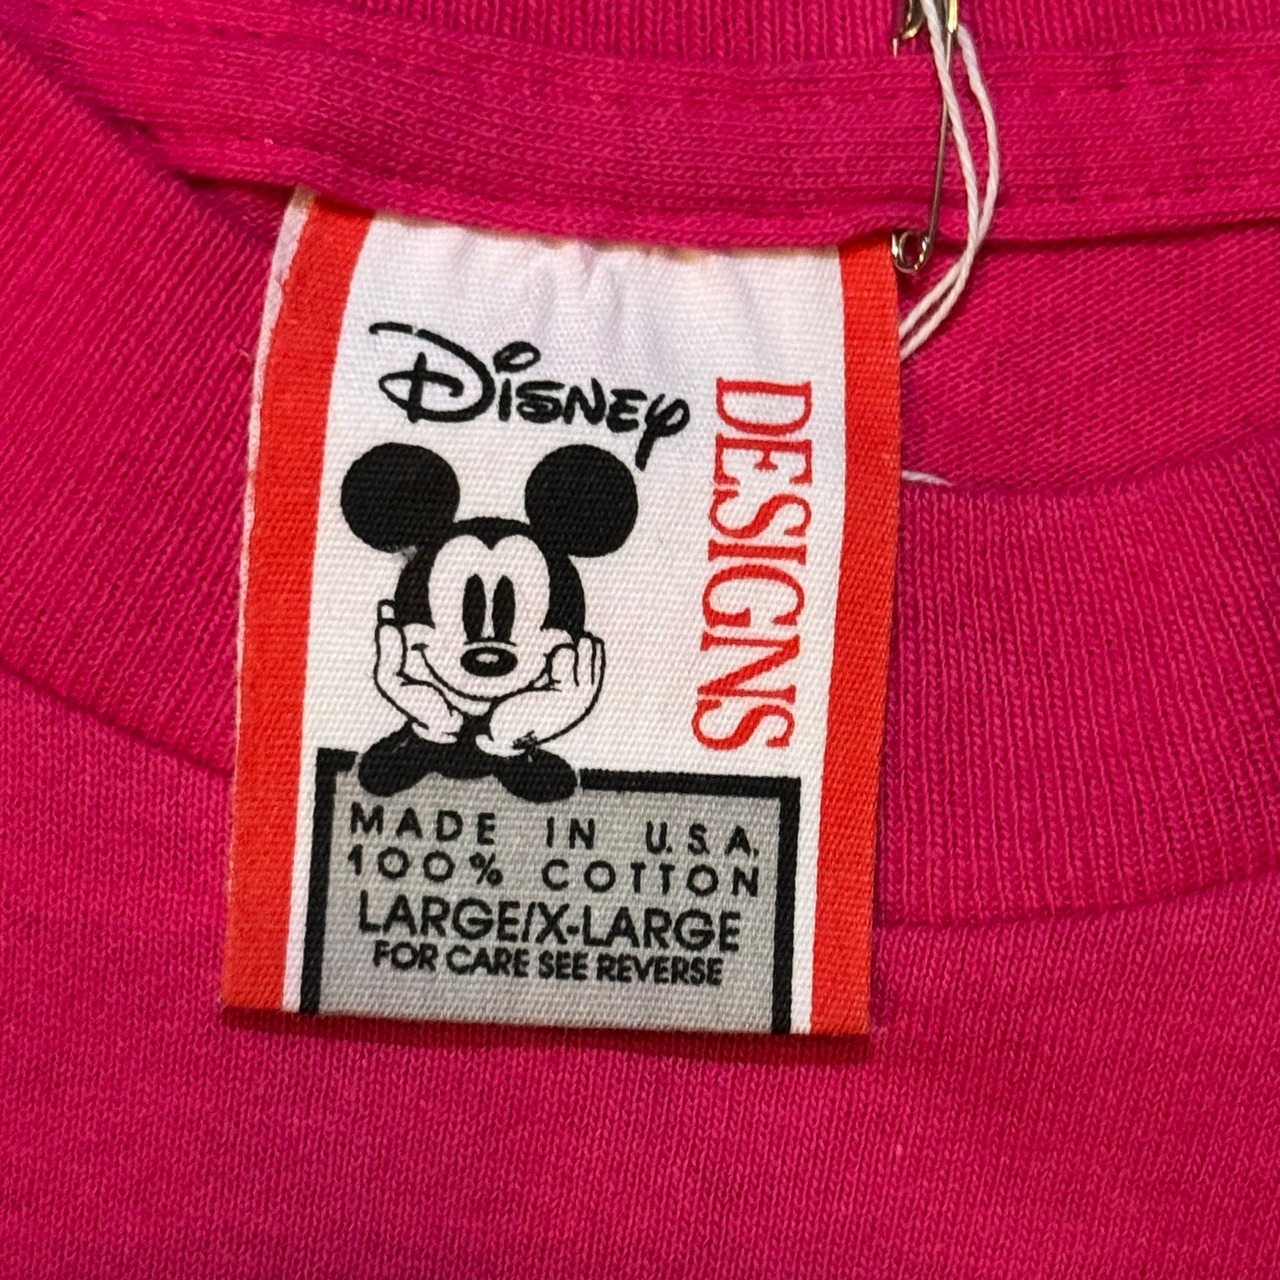 Disney
DESIGNS
MADE IN U.S.A.
100% COTTON
LARGE/X-LARGE
FOR CARE SEE REVERSE